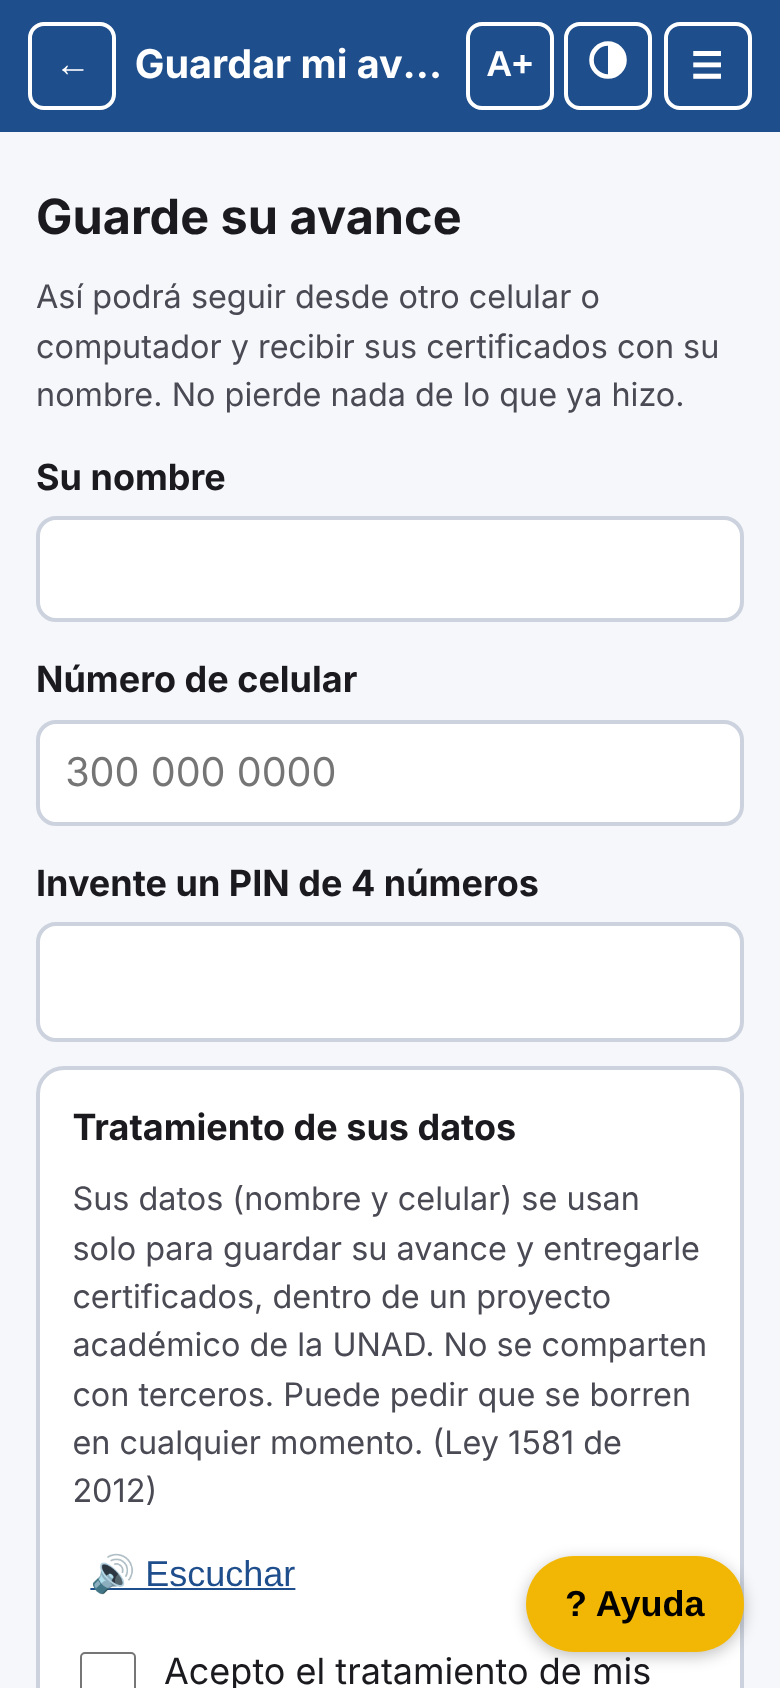 ← Guardar mi av... A+ ☰
Guarde su avance
Así podrá seguir desde otro celular o
computador y recibir sus certificados con su
nombre. No pierde nada de lo que ya hizo.
Su nombre
Número de celular
300 000 0000
Invente un PIN de 4 números
Tratamiento de sus datos
Sus datos (nombre y celular) se usan
solo para guardar su avance y entregarle
certificados, dentro de un proyecto
académico de la UNAD. No se comparten
con terceros. Puede pedir que se borren
en cualquier momento. (Ley 1581 de
2012)
🔊 Escuchar
? Ayuda
Acepto el tratamiento de mis